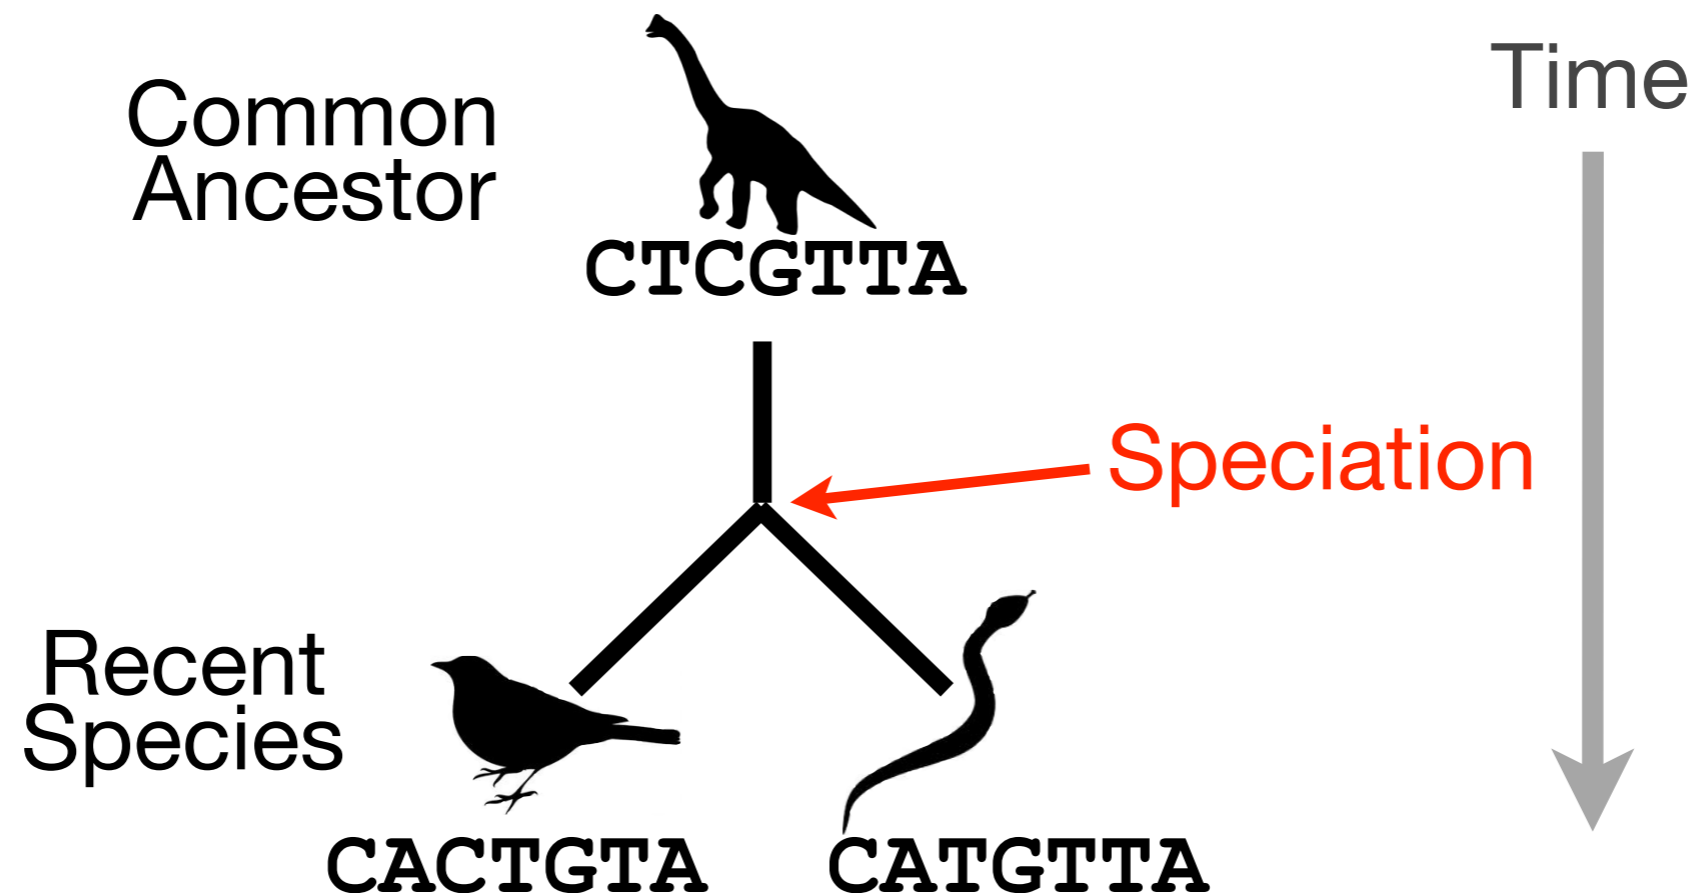 Time
Common
Ancestor
CTCGTTA
Speciation
Recent
Species
CACTGTA
CATGTTA